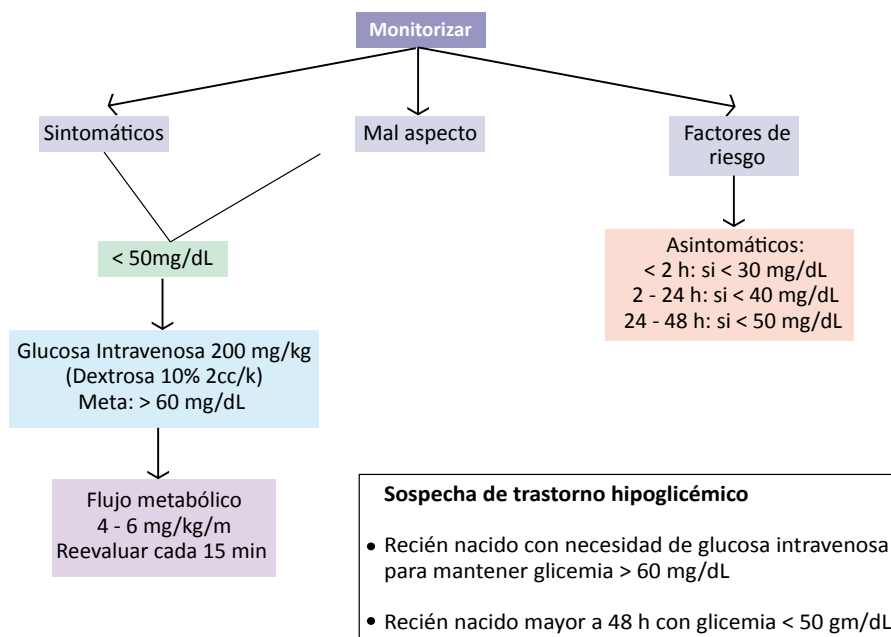 Monitorizar
Sintomáticos
Mal aspecto
Factores de
riesgo
< 50mg/dL
Asintomáticos:
< 2 h: si < 30 mg/dL
2 - 24 h: si < 40 mg/dL
24 - 48 h: si < 50 mg/dL
Glucosa Intravenosa 200 mg/kg
(Dextrosa 10% 2cc/k)
Meta: > 60 mg/dL
Flujo metabólico
4 - 6 mg/kg/m
Reevaluar cada 15 min
Sospecha de trastorno hipoglicémico
• Recién nacido con necesidad de glucosa intravenosa
para mantener glicemia > 60 mg/dL
• Recién nacido mayor a 48 h con glicemia < 50 gm/dL